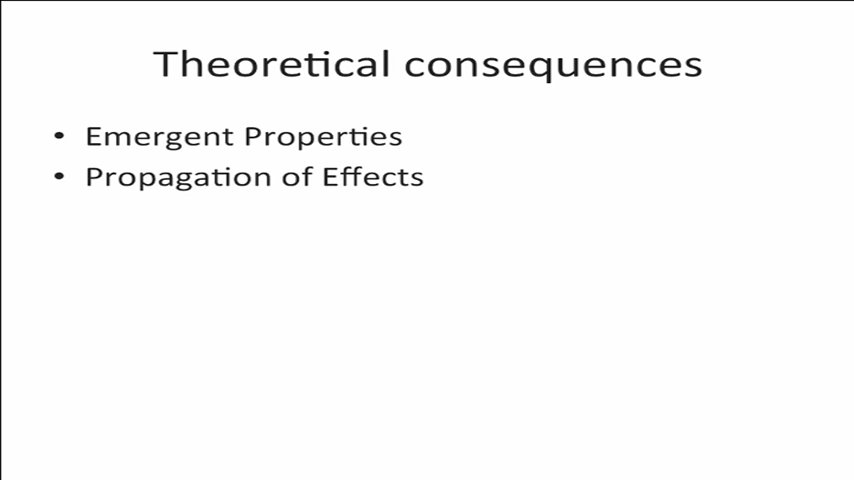 Theoretical consequences
• Emergent Properties
• Propagation of Effects